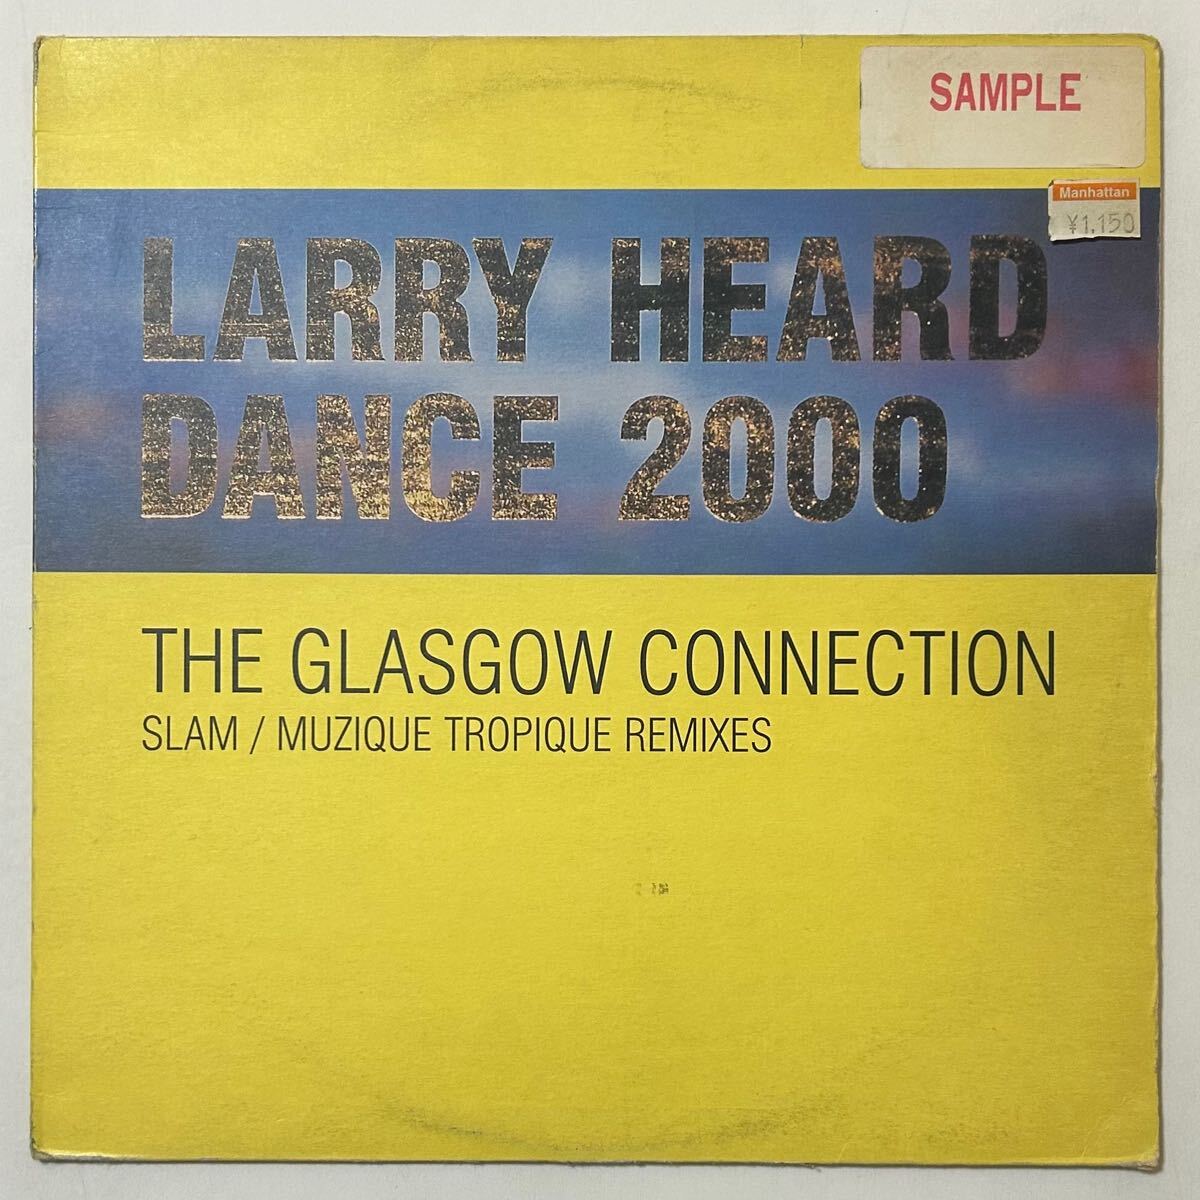 SAMPLE
Manhattan
¥1,150
LARRY HEARD
DANCE 2000
THE GLASGOW CONNECTION
SLAM / MUZIQUE TROPIQUE REMIXES